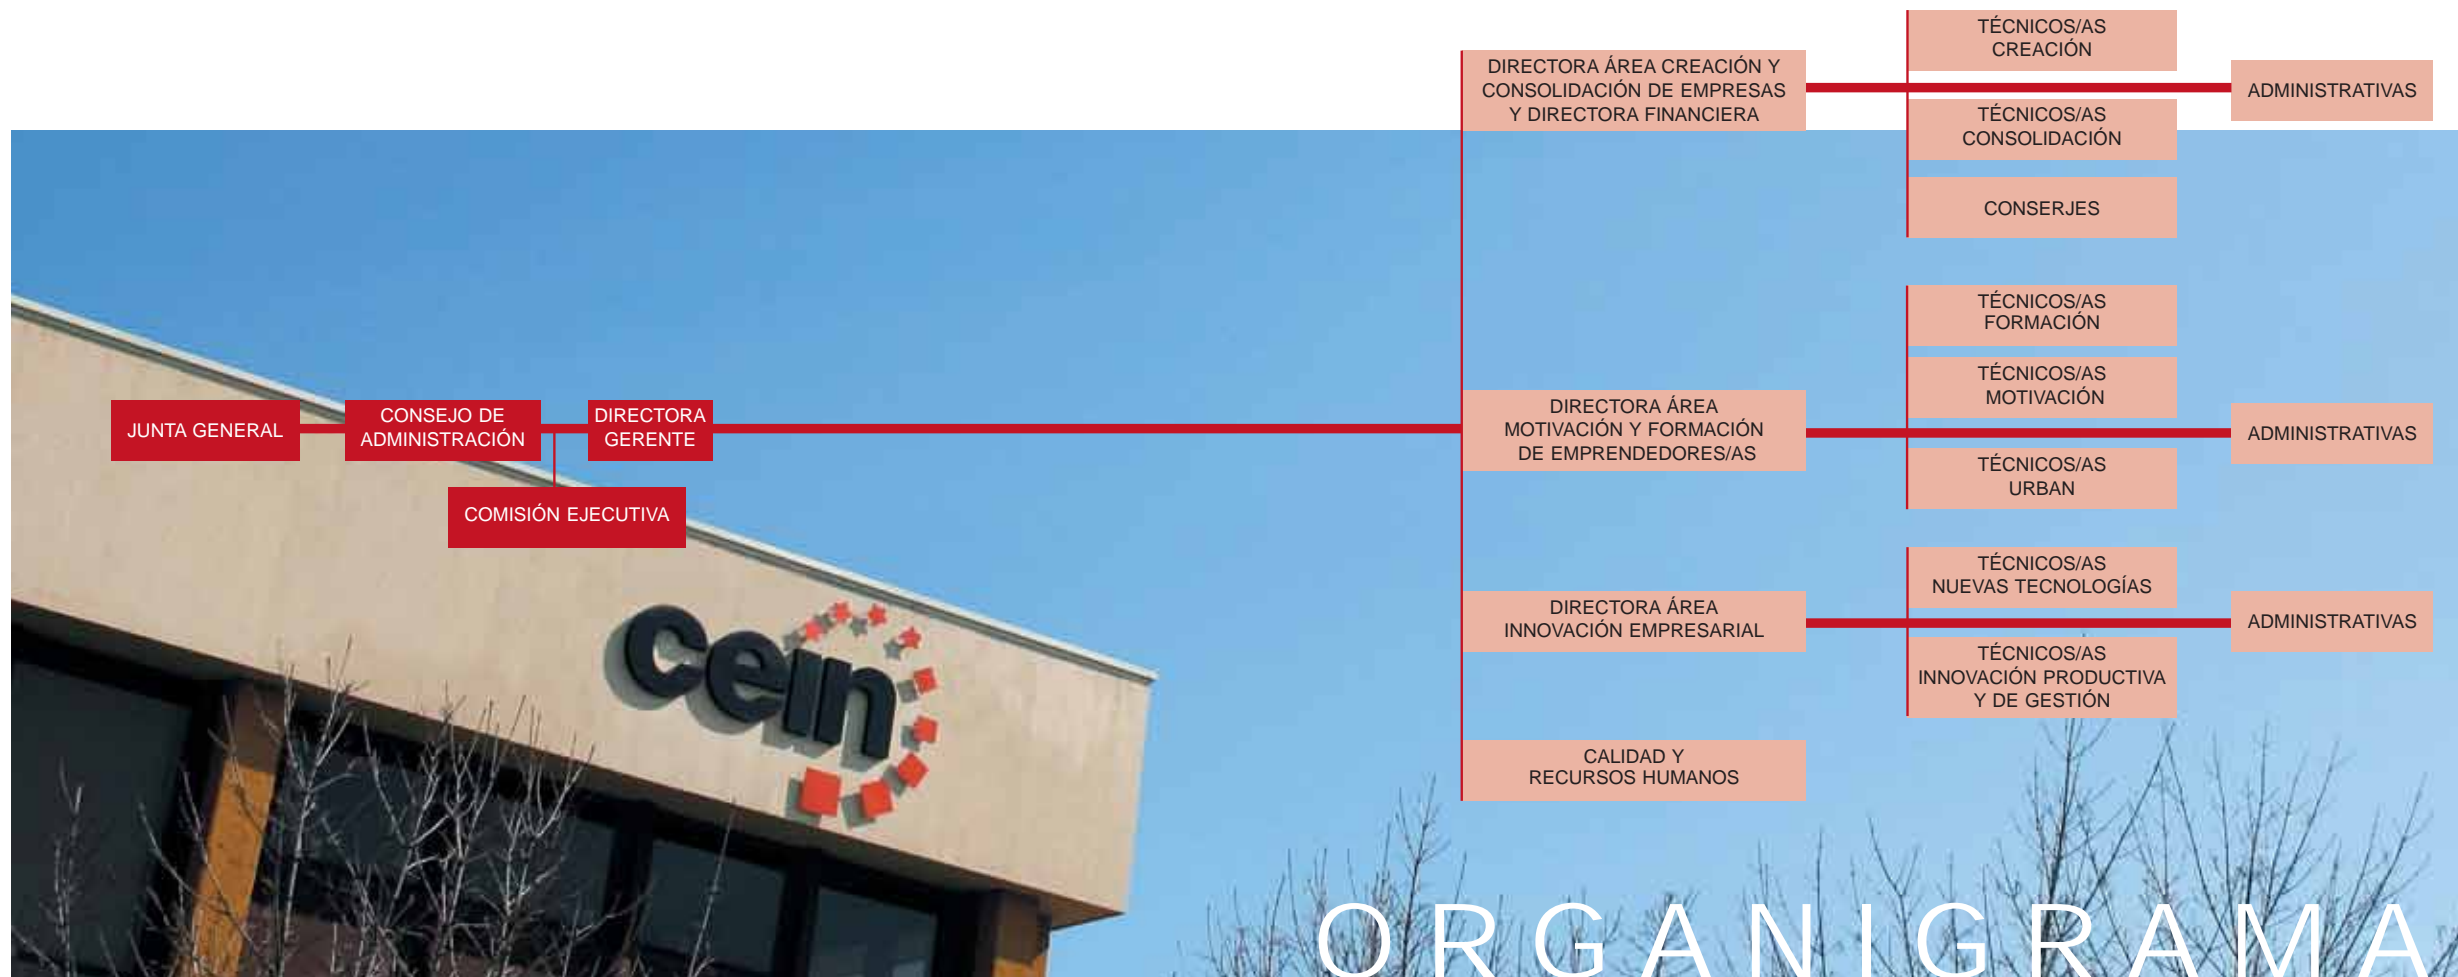 JUNTA GENERAL
CONSEJO DE
ADMINISTRACIÓN
DIRECTORA
GERENTE
COMISIÓN EJECUTIVA
DIRECTORA ÁREA CREACIÓN Y
CONSOLIDACIÓN DE EMPRESAS
Y DIRECTORA FINANCIERA
TÉCNICOS/AS
CREACIÓN
TÉCNICOS/AS
CONSOLIDACIÓN
CONSERJES
ADMINISTRATIVAS
DIRECTORA ÁREA
MOTIVACIÓN Y FORMACIÓN
DE EMPRENDEDORES/AS
TÉCNICOS/AS
FORMACIÓN
TÉCNICOS/AS
MOTIVACIÓN
TÉCNICOS/AS
URBAN
ADMINISTRATIVAS
DIRECTORA ÁREA
INNOVACIÓN EMPRESARIAL
TÉCNICOS/AS
NUEVAS TECNOLOGÍAS
TÉCNICOS/AS
INNOVACIÓN PRODUCTIVA
Y DE GESTIÓN
ADMINISTRATIVAS
CALIDAD Y
RECURSOS HUMANOS
cein
ORGANIGRAMA